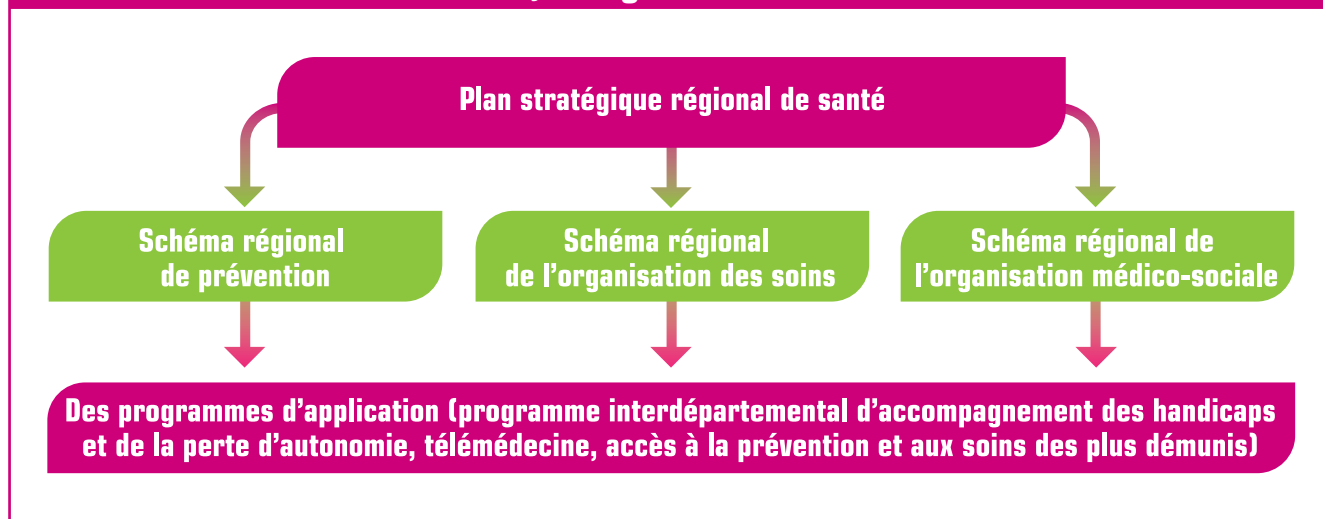 Plan stratégique régional de santé
Schéma régional
de prévention
Schéma régional
de l'organisation des soins
Schéma régional de
l'organisation médico-sociale
Des programmes d'application (programme interdépartemental d'accompagnement des handicaps
et de la perte d'autonomie, télémédecine, accès à la prévention et aux soins des plus démunis)